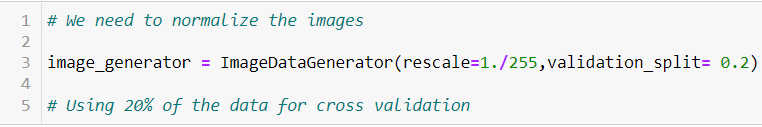 1 # We need to normalize the images
2
3 image_generator = ImageDataGenerator(rescale=1./255,validation_split= 0.2)
4
5 # Using 20% of the data for cross validation